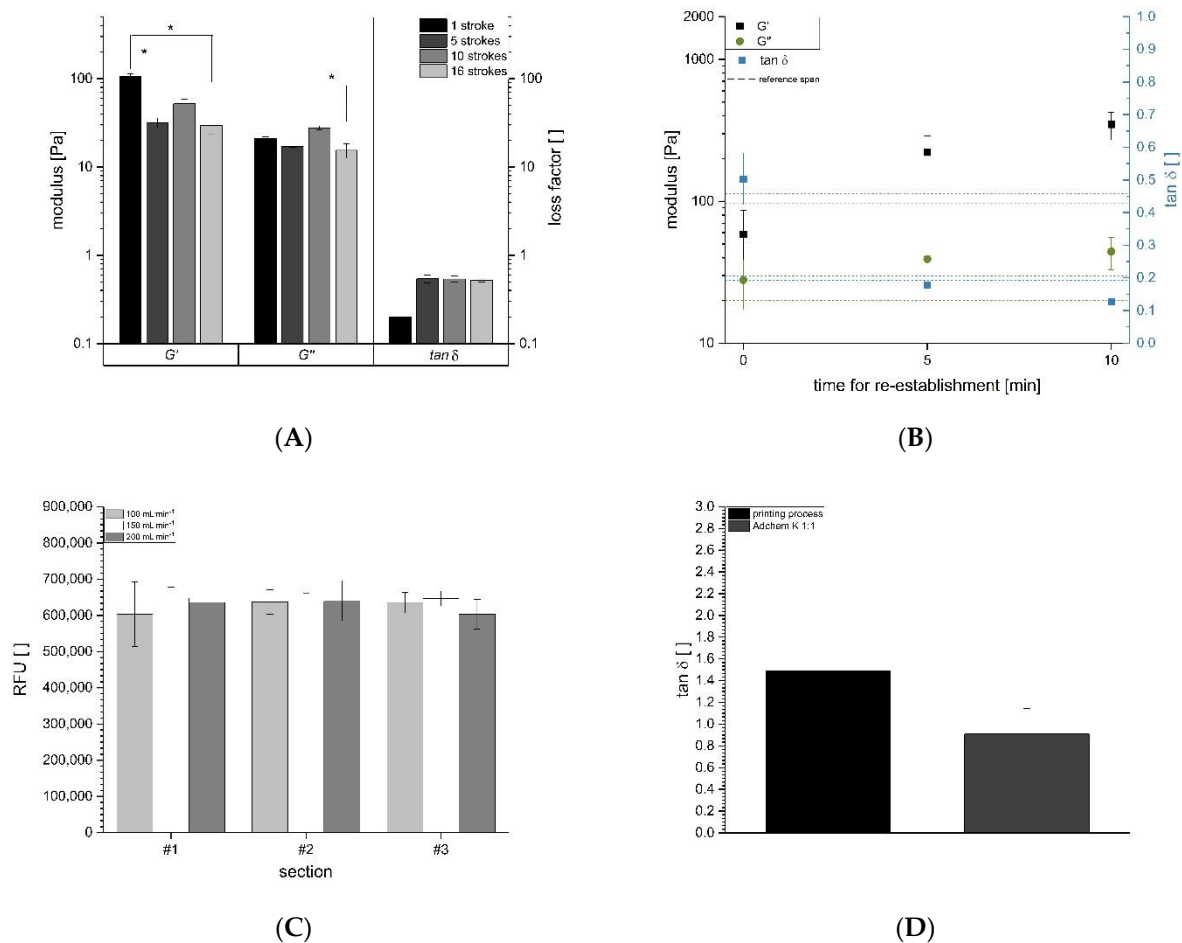 1 stroke
5 strokes
10 strokes
16 strokes
*
*
*
100
10
1
0.1
modulus [Pa]
100
10
1
0.1
loss factor [ ]
G'
G"
tan δ
(A)
2000
1000
100
10
modulus [Pa]
G'
G"
tan δ
reference span
1.0
0.9
0.8
0.7
0.6
0.5
0.4
0.3
0.2
0.1
0.0
tan δ [ ]
0
5
10
time for re-establishment [min]
(B)
900,000
800,000
700,000
600,000
500,000
400,000
300,000
200,000
100,000
0
RFU [ ]
100 mL min⁻¹
150 mL min⁻¹
200 mL min⁻¹
#1
#2
#3
section
(C)
3.0
2.8
2.6
2.4
2.2
2.0
1.8
1.6
1.4
1.2
1.0
0.8
0.6
0.4
0.2
0.0
tan δ [ ]
printing process
Adchem K 1:1
(D)